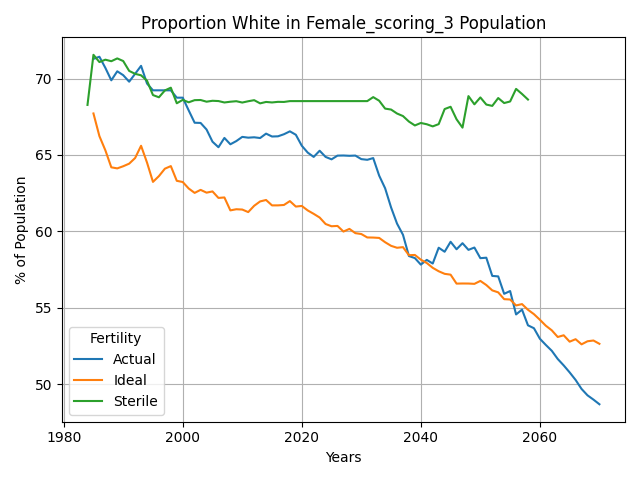 Proportion White in Female_scoring_3 Population
% of Population
70
65
60
55
50
Fertility
Actual
Ideal
Sterile
1980
2000
2020
2040
2060
Years